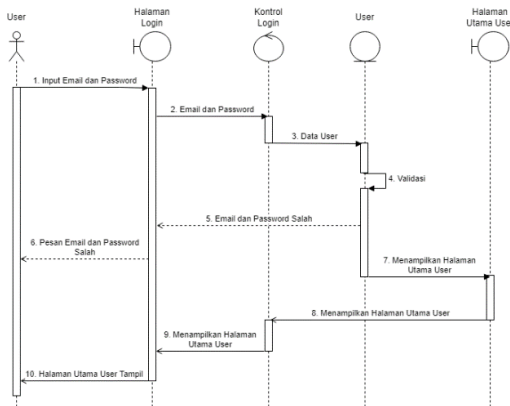 User
Halaman
Login
Kontrol
Login
User
Halaman
Utama User
1. Input Email dan Password
2. Email dan Password
3. Data User
4. Validasi
5. Email dan Password Salah
6. Pesan Email dan Password
Salah
7. Menampilkan Halaman
Utama User
8. Menampilkan Halaman Utama User
9. Menampilkan Halaman
Utama User
10. Halaman Utama User Tampil